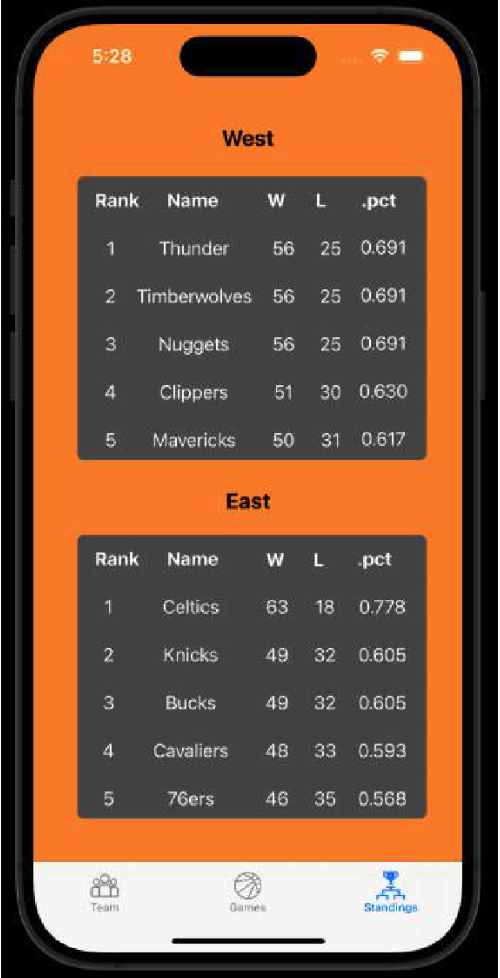 5:28
West
Rank Name W L .pct
1 Thunder 56 25 0.691
2 Timberwolves 56 25 0.691
3 Nuggets 56 25 0.691
4 Clippers 51 30 0.630
5 Mavericks 50 31 0.617
East
Rank Name W L .pct
1 Celtics 63 18 0.778
2 Knicks 49 32 0.605
3 Bucks 49 32 0.605
4 Cavaliers 48 33 0.593
5 76ers 46 35 0.568
Team Games Standings